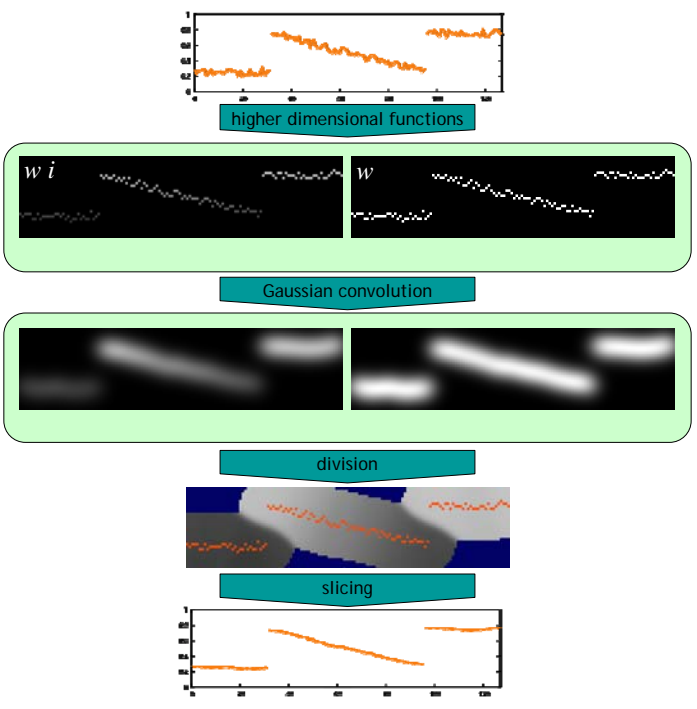 higher dimensional functions
w i
w
Gaussian convolution
division
slicing